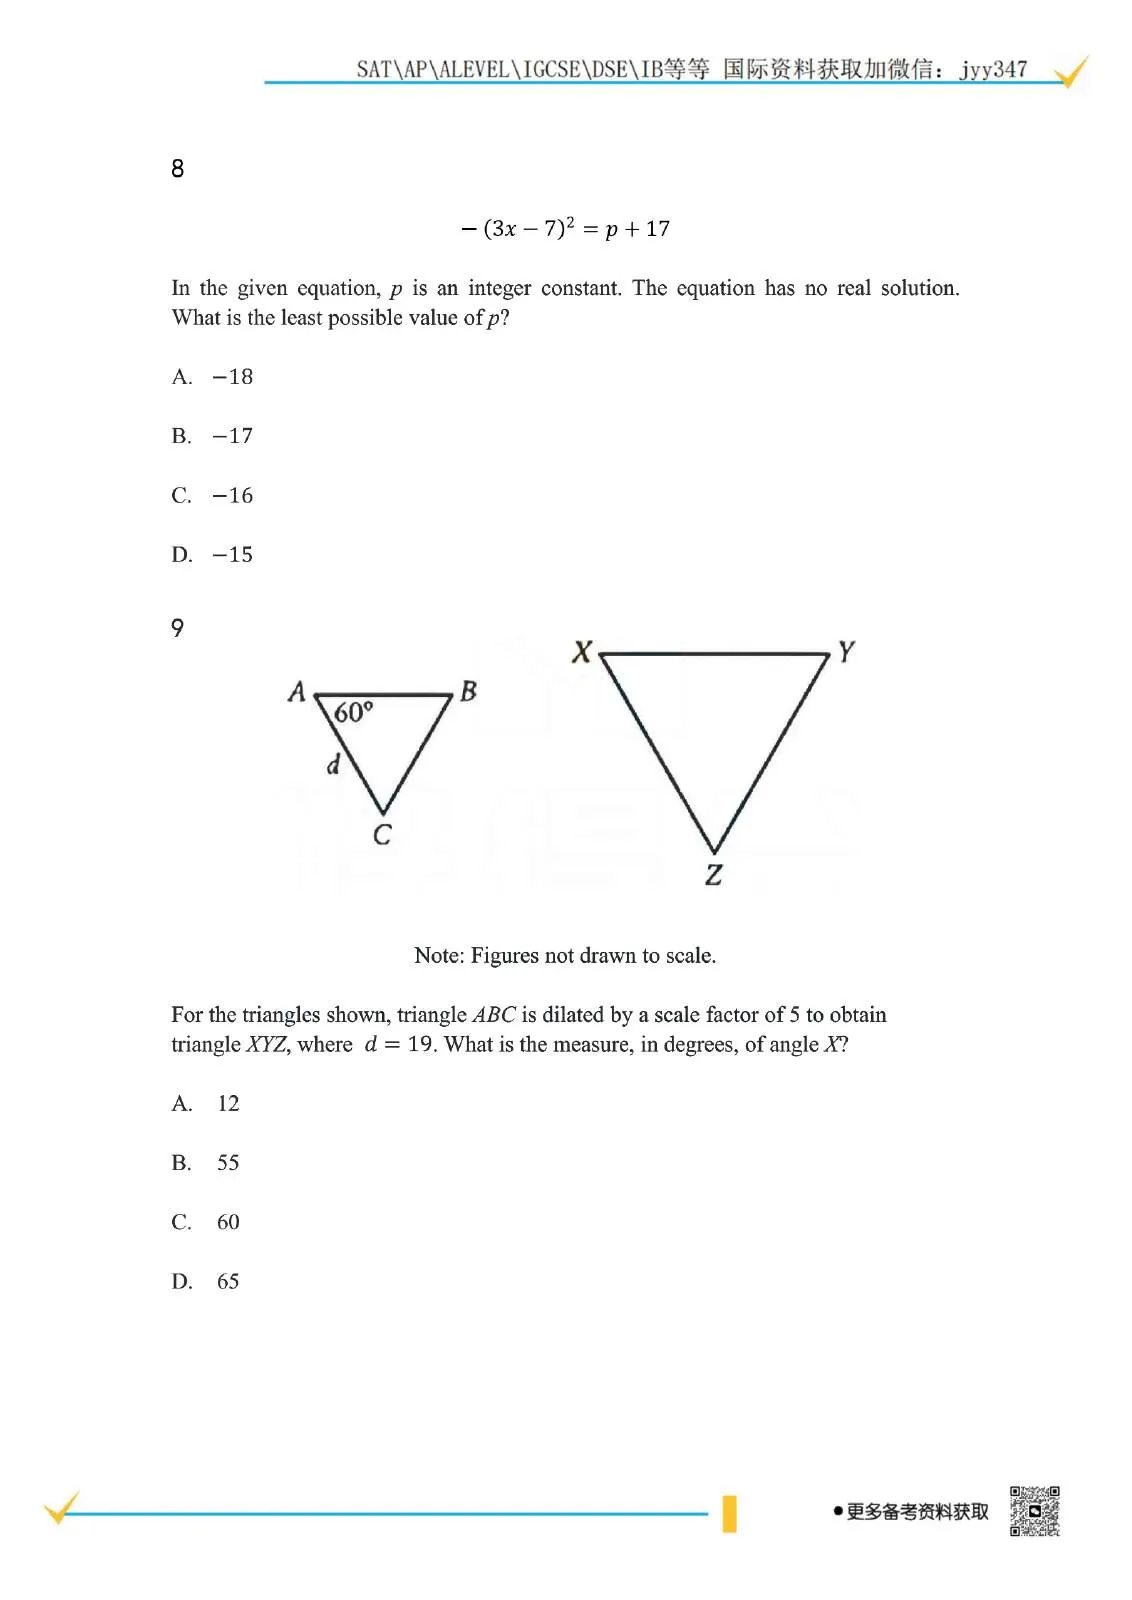 SAT\AP\ALEVEL\IGCSE\DSE\IB等等 国际资料获取加微信：jyy347
8
− (3x − 7)² = p + 17
In the given equation, p is an integer constant. The equation has no real solution.
What is the least possible value of p?
A. −18
B. −17
C. −16
D. −15
9
X Y
A B
60°
d
C
Z
Note: Figures not drawn to scale.
For the triangles shown, triangle ABC is dilated by a scale factor of 5 to obtain
triangle XYZ, where d = 19. What is the measure, in degrees, of angle X?
A. 12
B. 55
C. 60
D. 65
●更多备考资料获取